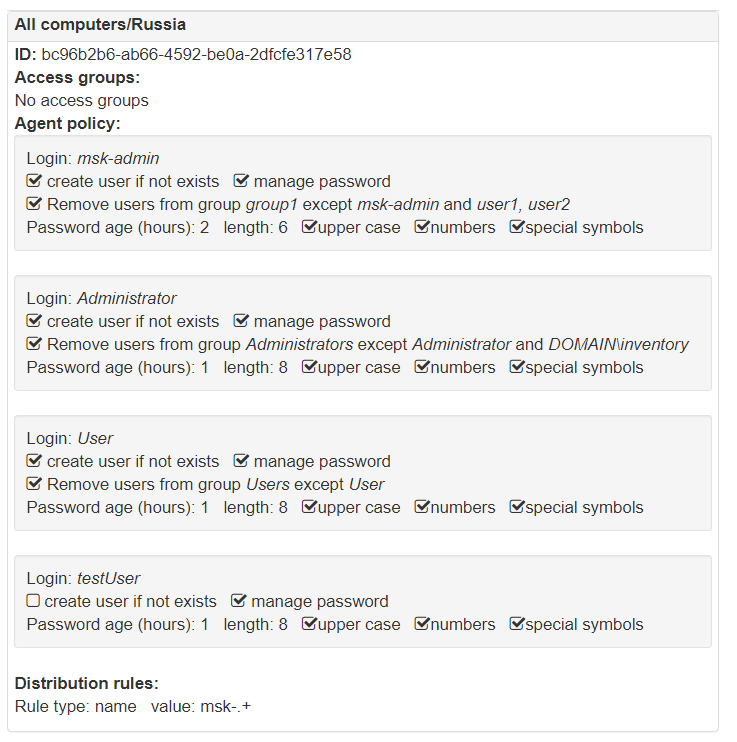 All computers/Russia
ID: bc96b2b6-ab66-4592-be0a-2dfcfe317e58
Access groups:
No access groups
Agent policy:
Login: msk-admin
create user if not exists manage password
Remove users from group group1 except msk-admin and user1, user2
Password age (hours): 2 length: 6 upper case numbers special symbols
Login: Administrator
create user if not exists manage password
Remove users from group Administrators except Administrator and DOMAIN\inventory
Password age (hours): 1 length: 8 upper case numbers special symbols
Login: User
create user if not exists manage password
Remove users from group Users except User
Password age (hours): 1 length: 8 upper case numbers special symbols
Login: testUser
create user if not exists manage password
Password age (hours): 1 length: 8 upper case numbers special symbols
Distribution rules:
Rule type: name value: msk-.+